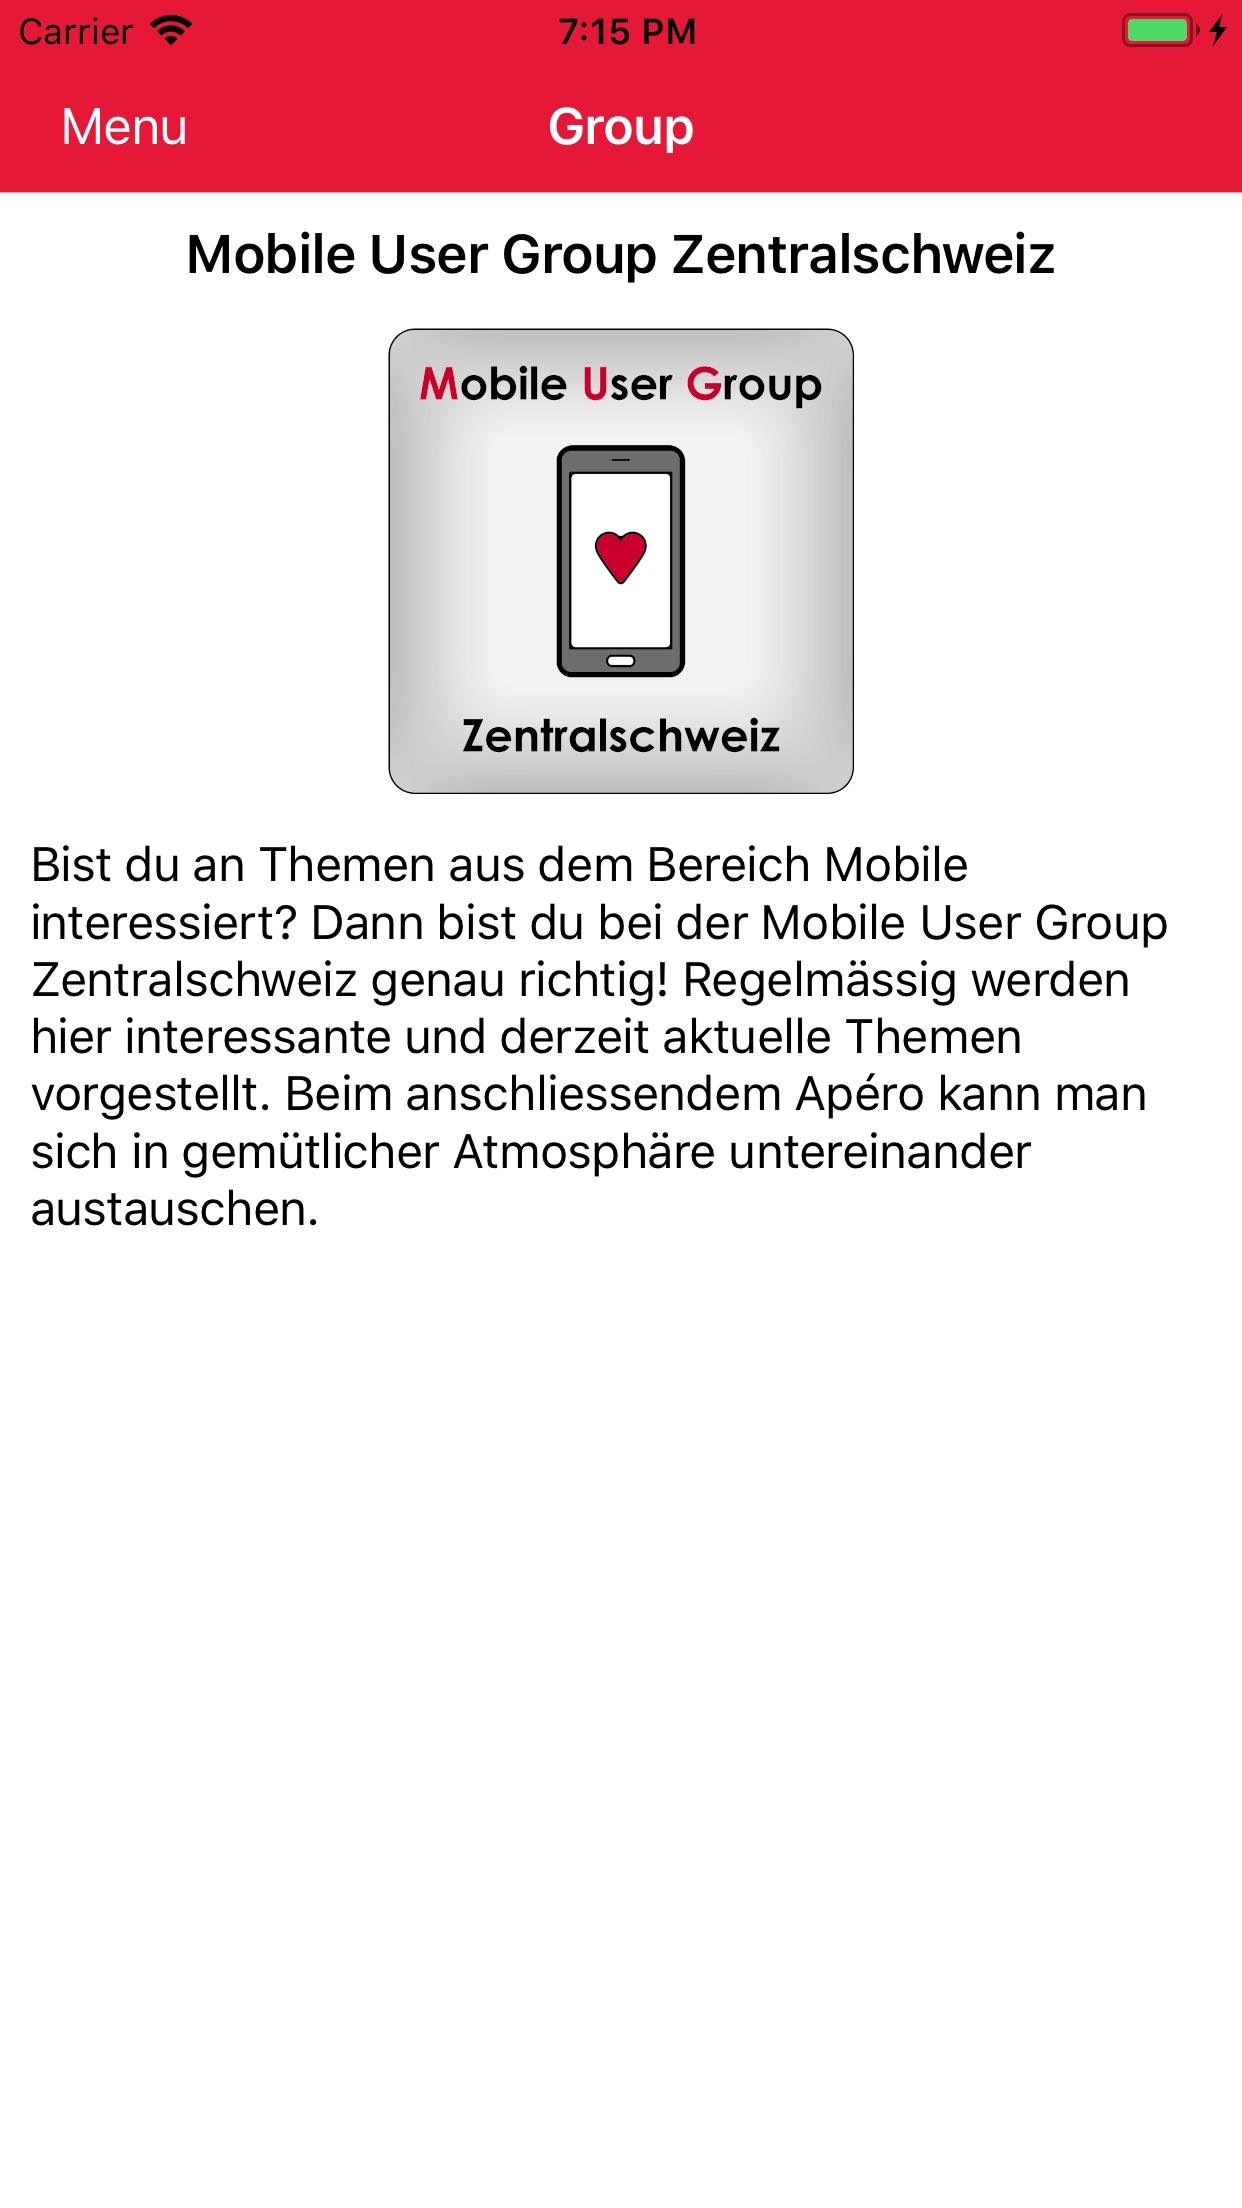 Carrier 7:15 PM
Menu Group
Mobile User Group Zentralschweiz
Mobile User Group
Zentralschweiz
Bist du an Themen aus dem Bereich Mobile
interessiert? Dann bist du bei der Mobile User Group
Zentralschweiz genau richtig! Regelmässig werden
hier interessante und derzeit aktuelle Themen
vorgestellt. Beim anschliessendem Apéro kann man
sich in gemütlicher Atmosphäre untereinander
austauschen.